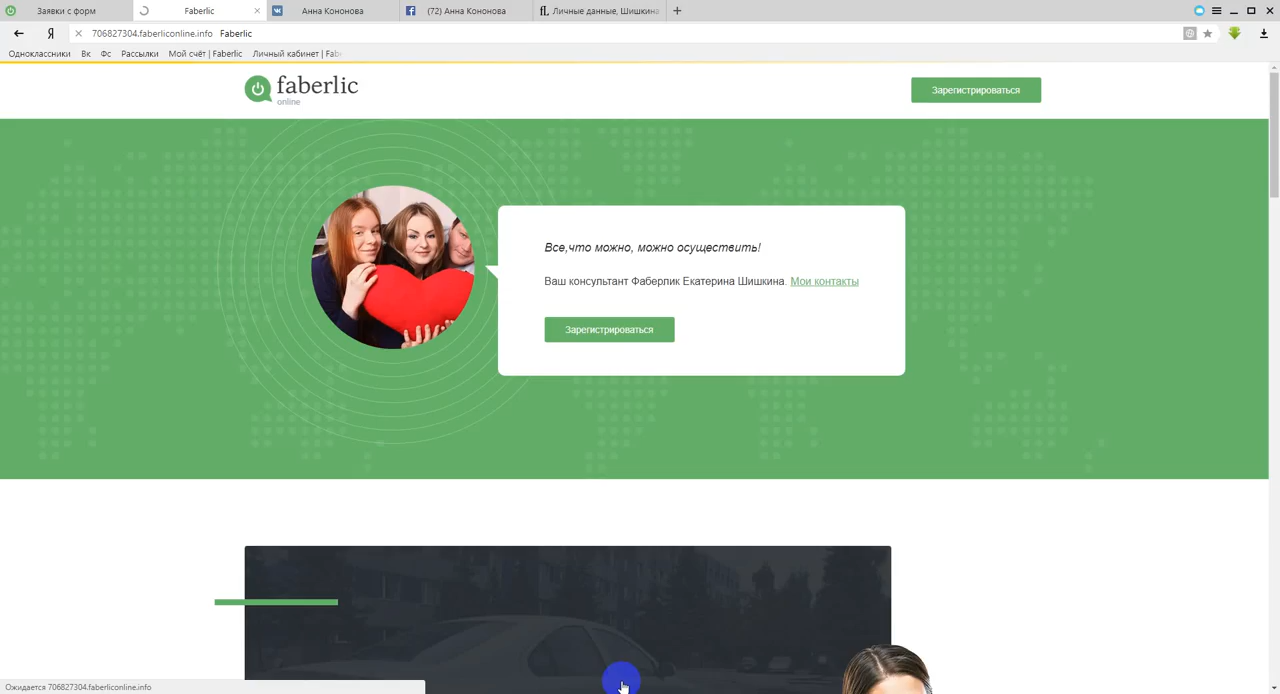 Заявки с форм
Faberlic
Анна Кононова
(72) Анна Кононова
Личные данные, Шишкина
706827304.faberliconline.info Faberlic
Одноклассники Вк Фс Рассылки Мой счёт | Faberlic Личный кабинет | Fab
faberlic
online
Зарегистрироваться
Все,что можно, можно осуществить!
Ваш консультант Фаберлик Екатерина Шишкина. Мои контакты
Зарегистрироваться
Ожидается 706827304.faberliconline.info